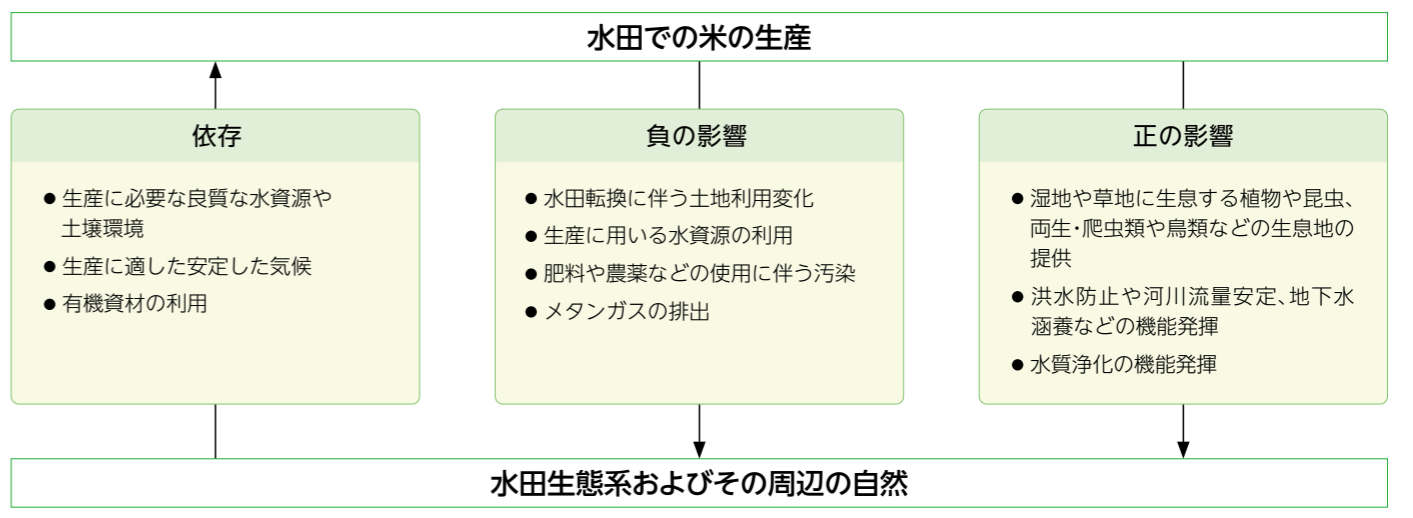 水田での米の生産
依存
● 生産に必要な良質な水資源や
土壌環境
● 生産に適した安定した気候
● 有機資材の利用
負の影響
● 水田転換に伴う土地利用変化
● 生産に用いる水資源の利用
● 肥料や農薬などの使用に伴う汚染
● メタンガスの排出
正の影響
● 湿地や草地に生息する植物や昆虫、
両生・爬虫類や鳥類などの生息地の
提供
● 洪水防止や河川流量安定、地下水
涵養などの機能発揮
● 水質浄化の機能発揮
水田生態系およびその周辺の自然